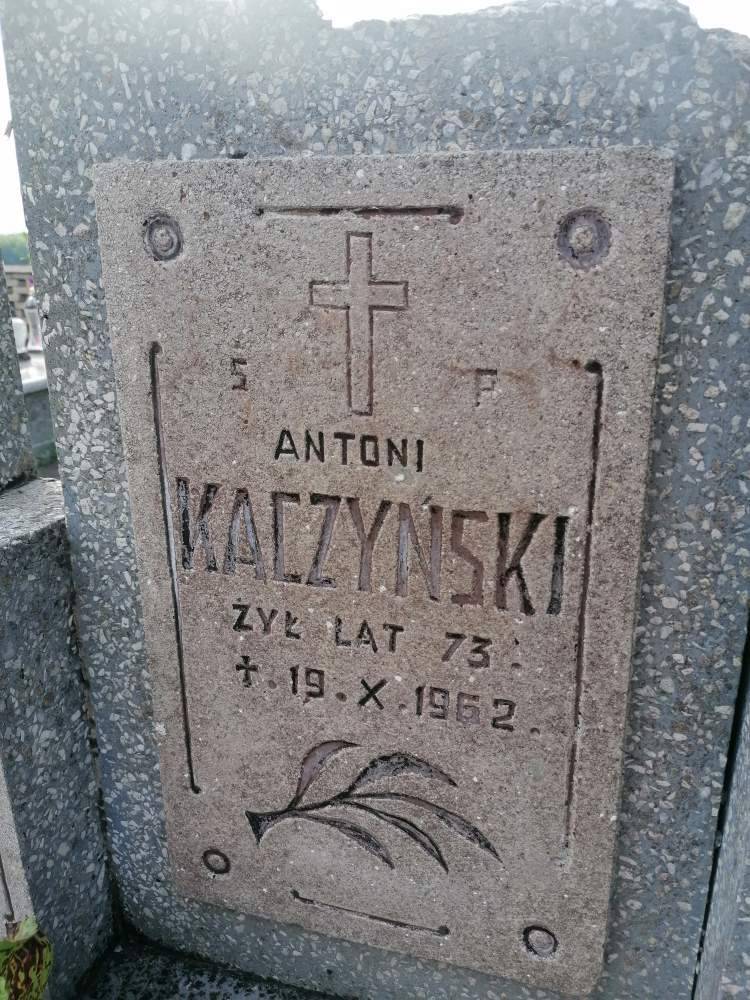 S P
ANTONI
KACZYŃSKI
ŻYŁ LAT 73.
✝.19.X.1962.